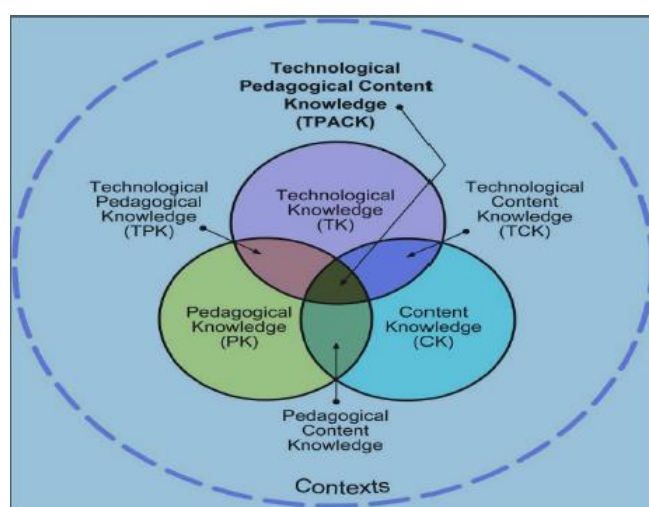 Technological
Pedagogical Content
Knowledge
(TPACK)
Technological
Pedagogical
Knowledge
(TPK)
Technological
Knowledge
(TK)
Technological
Content
Knowledge
(TCK)
Pedagogical
Knowledge
(PK)
Content
Knowledge
(CK)
Pedagogical
Content
Knowledge
Contexts